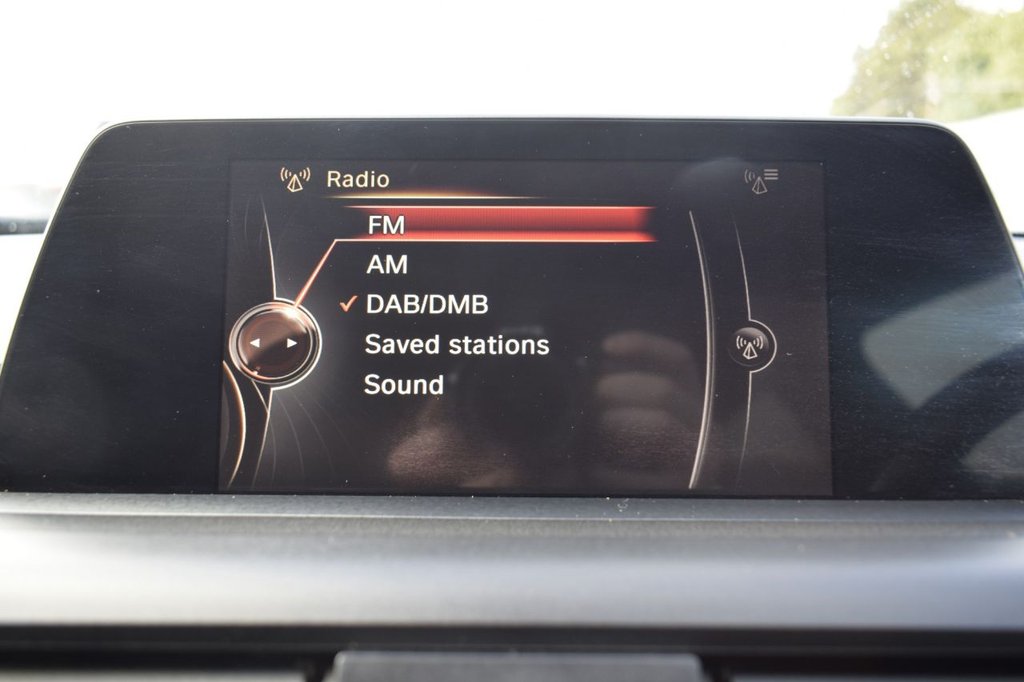 Radio
FM
AM
DAB/DMB
Saved stations
Sound